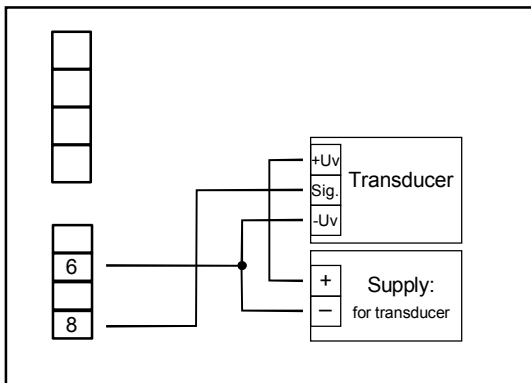 +Uv
Transducer
Sig.
-Uv
6
+
Supply:
−
for transducer
8